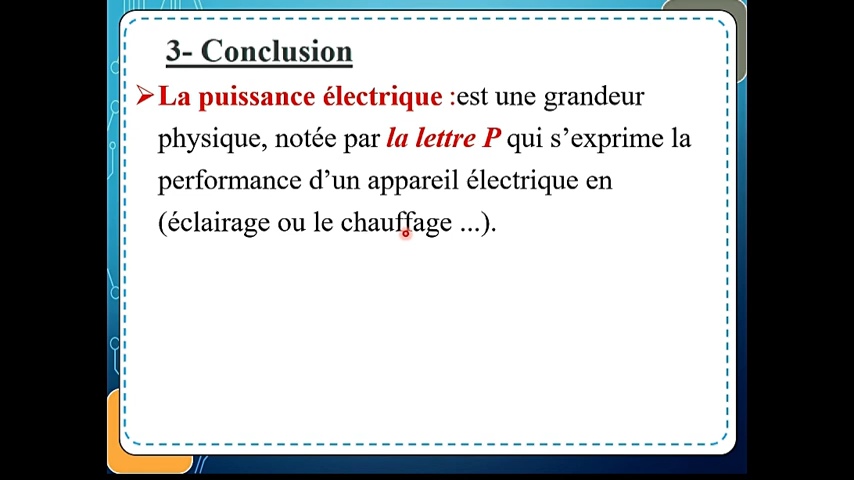 3- Conclusion
La puissance électrique :est une grandeur
physique, notée par la lettre P qui s’exprime la
performance d’un appareil électrique en
(éclairage ou le chauffage ...).